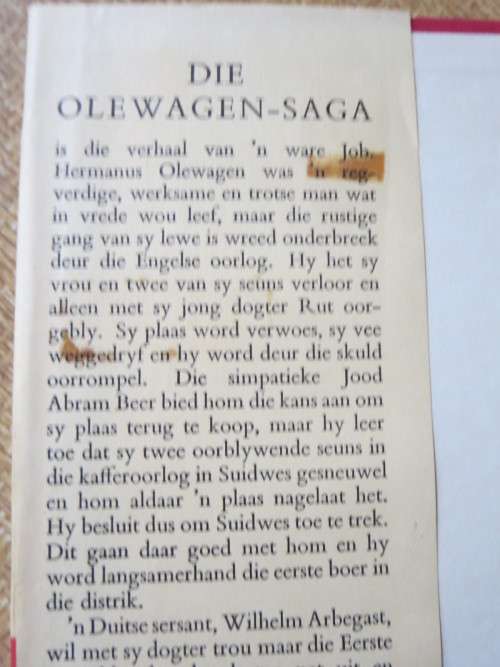 DIE
OLEWAGEN-SAGA
is die verhaal van 'n ware Job.
Hermanus Olewagen was 'n reg-
verdige, werksame en trotse man wat
in vrede wou leef, maar die rustige
gang van sy lewe is wreed onderbreek
deur die Engelse oorlog. Hy het sy
vrou en twee van sy seuns verloor en
alleen met sy jong dogter Rut oor-
gebly. Sy plaas word verwoes, sy vee
weggedryf en hy word deur die skuld
oorrompel. Die simpatieke Jood
Abram Beer bied hom die kans aan om
sy plaas terug te koop, maar hy leer
toe dat sy twee oorblywende seuns in
die kafferoorlog in Suidwes gesneuwel
en hom aldaar 'n plaas nagelaat het.
Hy besluit dus om Suidwes toe te trek.
Dit gaan daar goed met hom en hy
word langsamerhand die eerste boer in
die distrik.
'n Duitse sersant, Wilhelm Arbegast,
wil met sy dogter trou maar die Eerste